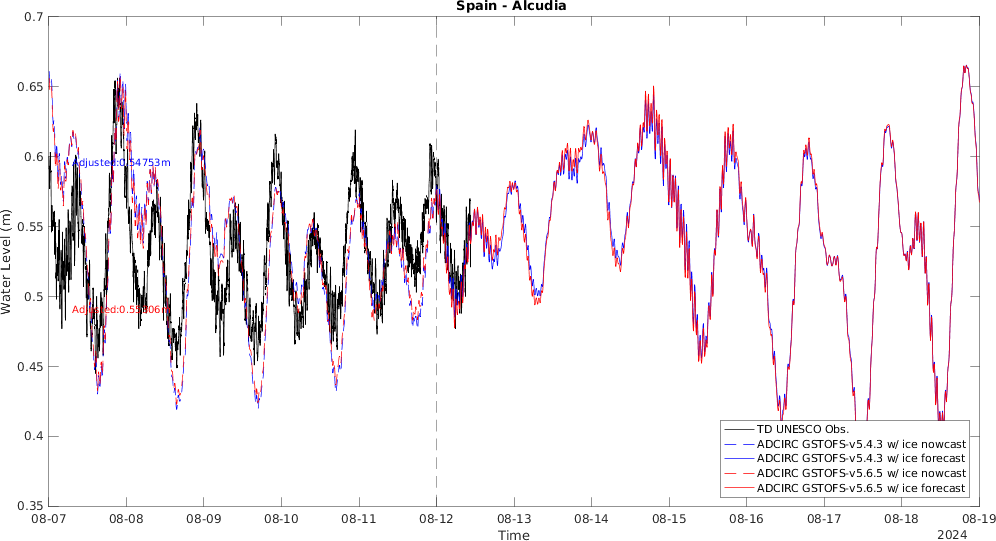 Spain - Alcudia
Water Level (m)
0.7
0.65
0.6
0.55
0.5
0.45
0.4
0.35
Adjusted:0.54753m
TD UNESCO Obs.
ADCIRC GSTOFS-v5.4.3 w/ ice nowcast
ADCIRC GSTOFS-v5.4.3 w/ ice forecast
ADCIRC GSTOFS-v5.6.5 w/ ice nowcast
ADCIRC GSTOFS-v5.6.5 w/ ice forecast
08-07
08-08
08-09
08-10
08-11
08-12
08-13
08-14
08-15
08-16
08-17
08-18
08-19
Time
2024